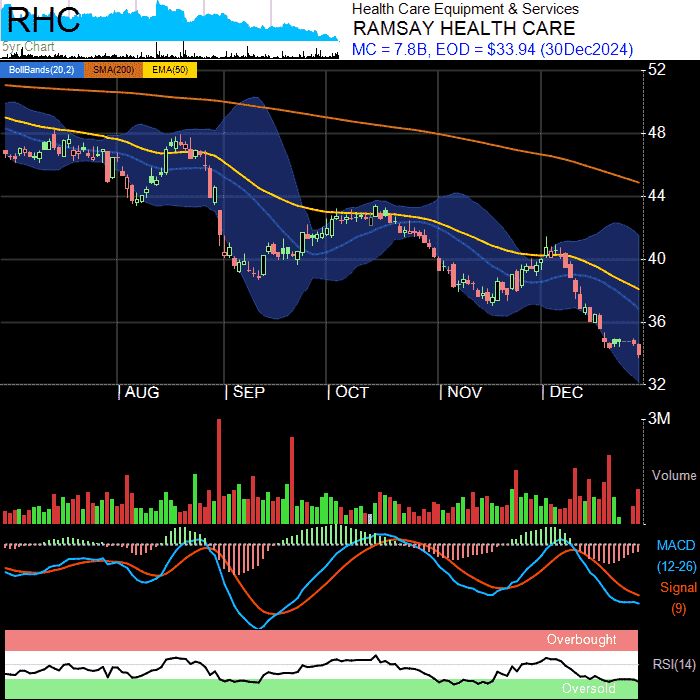 RHC
5yr Chart
Health Care Equipment & Services
RAMSAY HEALTH CARE
MC = 7.8B, EOD = $33.94 (30Dec2024)
BollBands(20,2) SMA(200) EMA(50)
52
48
44
40
36
32
AUG SEP OCT NOV DEC
3M
Volume
MACD
(12-26)
Signal
(9)
Overbought
RSI(14)
Oversold